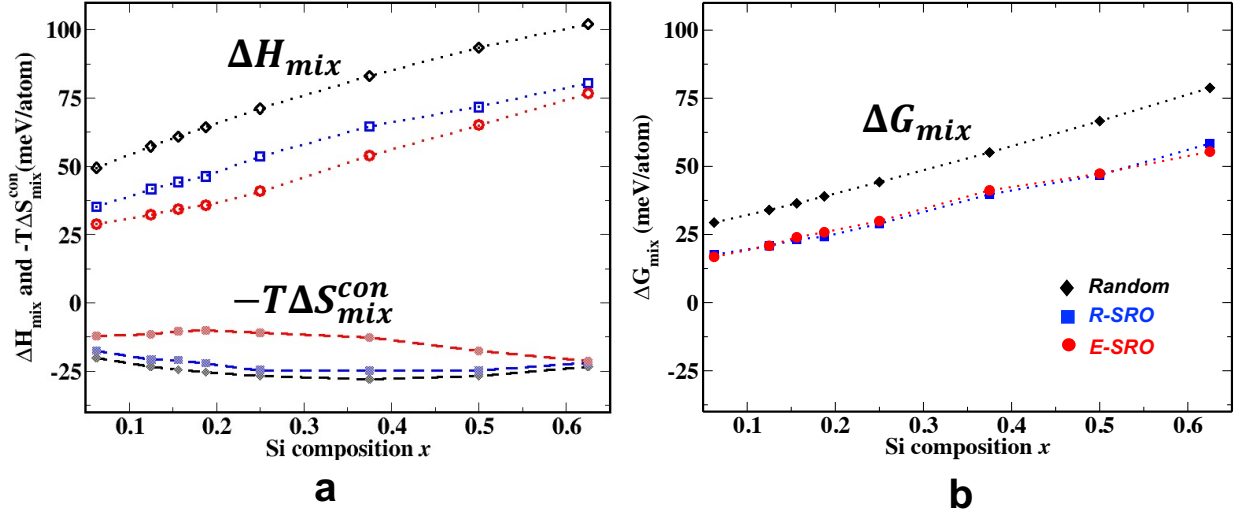 100
75
50
25
0
-25
0.1 0.2 0.3 0.4 0.5 0.6
ΔH_mix and -TΔS_mix^con(meV/atom)
Si composition x
ΔH_mix
−TΔS_mix^con
a
100
75
50
25
0
-25
0.1 0.2 0.3 0.4 0.5 0.6
ΔG_mix (meV/atom)
Si composition x
ΔG_mix
Random
R-SRO
E-SRO
b